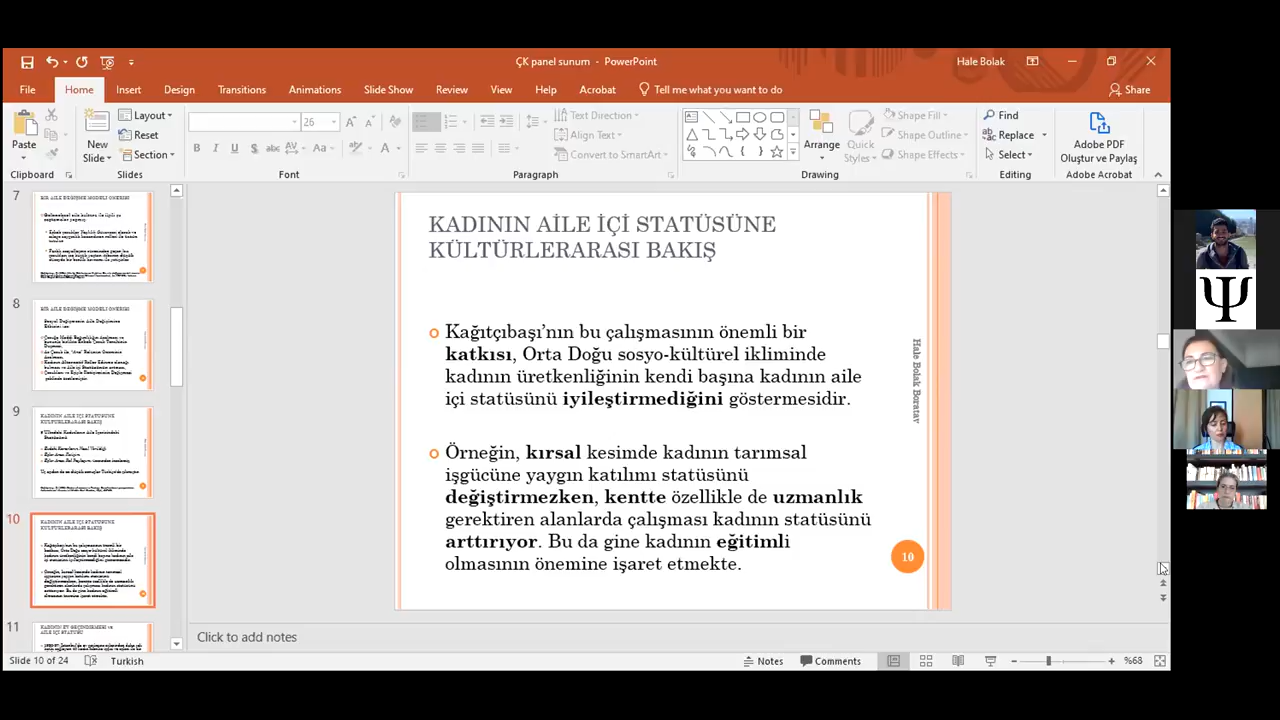 ÇK panel sunum - PowerPoint
Hale Bolak
File Home Insert Design Transitions Animations Slide Show Review View Help Acrobat Tell me what you want to do Share
Paste
Clipboard
New
Slide
Layout
Reset
Section
Slides
26
Font
Text Direction
Align Text
Convert to SmartArt
Paragraph
Arrange
Quick
Styles
Shape Fill
Shape Outline
Shape Effects
Drawing
Find
Replace
Select
Editing
Adobe PDF
Oluştur ve Paylaş
Adobe Acrobat
7
8
9
10
11
KADININ AİLE İÇİ STATÜSÜNE
KÜLTÜRLERARASI BAKIŞ
Kağıtçıbaşı’nın bu çalışmasının önemli bir
katkısı, Orta Doğu sosyo-kültürel ikliminde
kadının üretkenliğinin kendi başına kadının aile
içi statüsünü iyileştirmediğini göstermesidir.
Örneğin, kırsal kesimde kadının tarımsal
işgücüne yaygın katılımı statüsünü
değiştirmezken, kentte özellikle de uzmanlık
gerektiren alanlarda çalışması kadının statüsünü
arttırıyor. Bu da gine kadının eğitimli
olmasının önemine işaret etmekte.
Hale Bolak Boratav
10
Click to add notes
Slide 10 of 24
Turkish
Notes
Comments
%68
Ψ